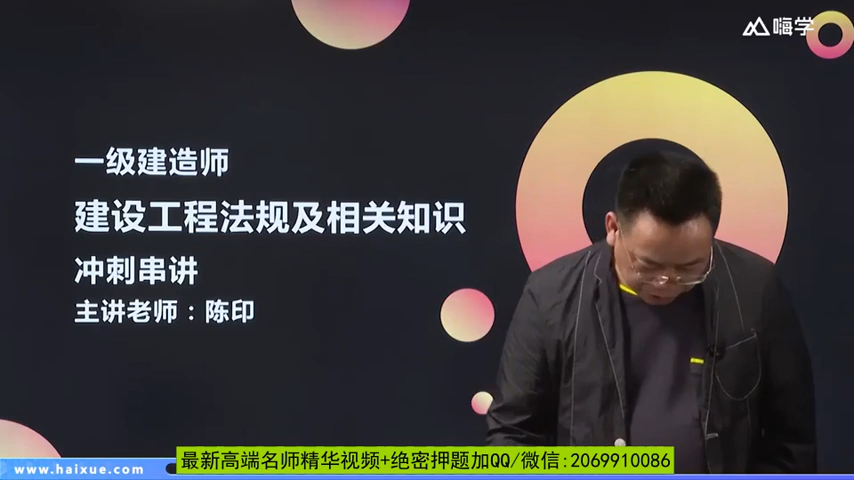 嗨学
一级建造师
建设工程法规及相关知识
冲刺串讲
主讲老师：陈印
最新高端名师精华视频+绝密押题加QQ/微信:2069910086
www.haixue.com